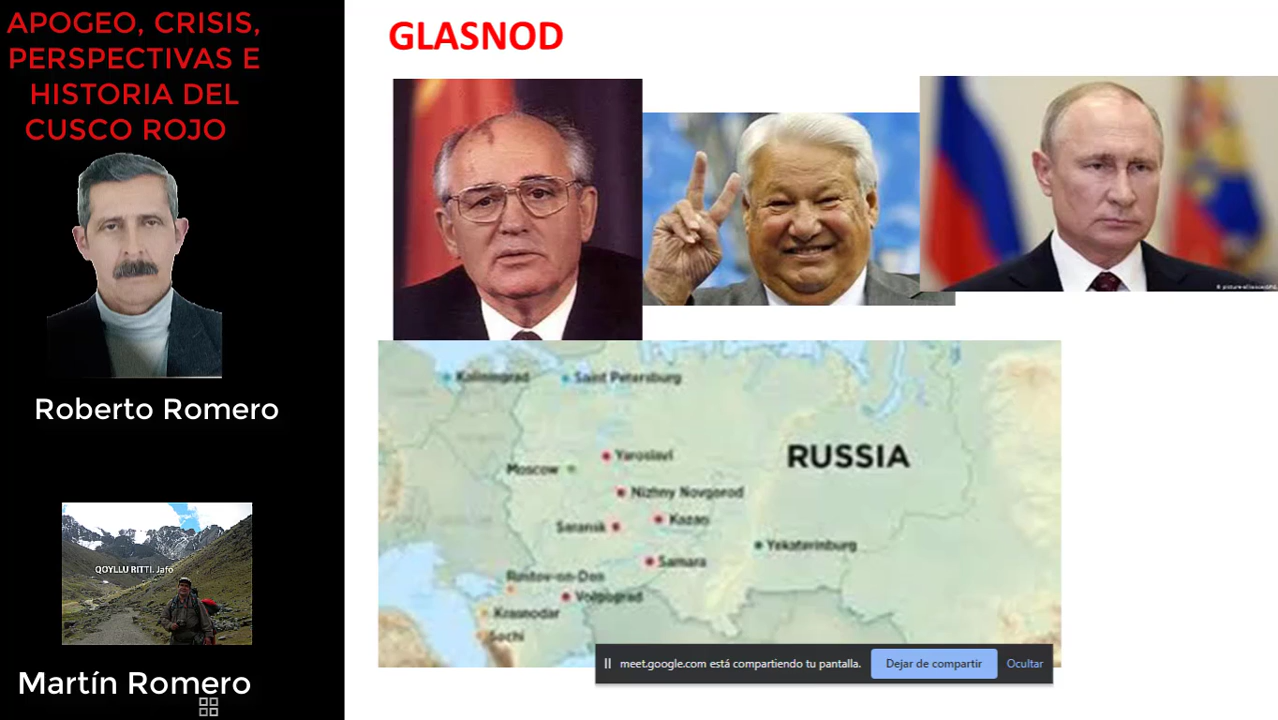 APOGEO, CRISIS,
PERSPECTIVAS E
HISTORIA DEL
CUSCO ROJO
Roberto Romero
QOYLLU RITTI. Jafo
Martín Romero
GLASNOD
Kaliningrad
Saint Petersburg
Yaroslavl
Moscow
RUSSIA
Nizhny Novgorod
Kazan
Saransk
Yekaterinburg
Samara
Rostov-on-Don
Volgograd
Krasnodar
Sochi
meet.google.com está compartiendo tu pantalla.
Dejar de compartir
Ocultar